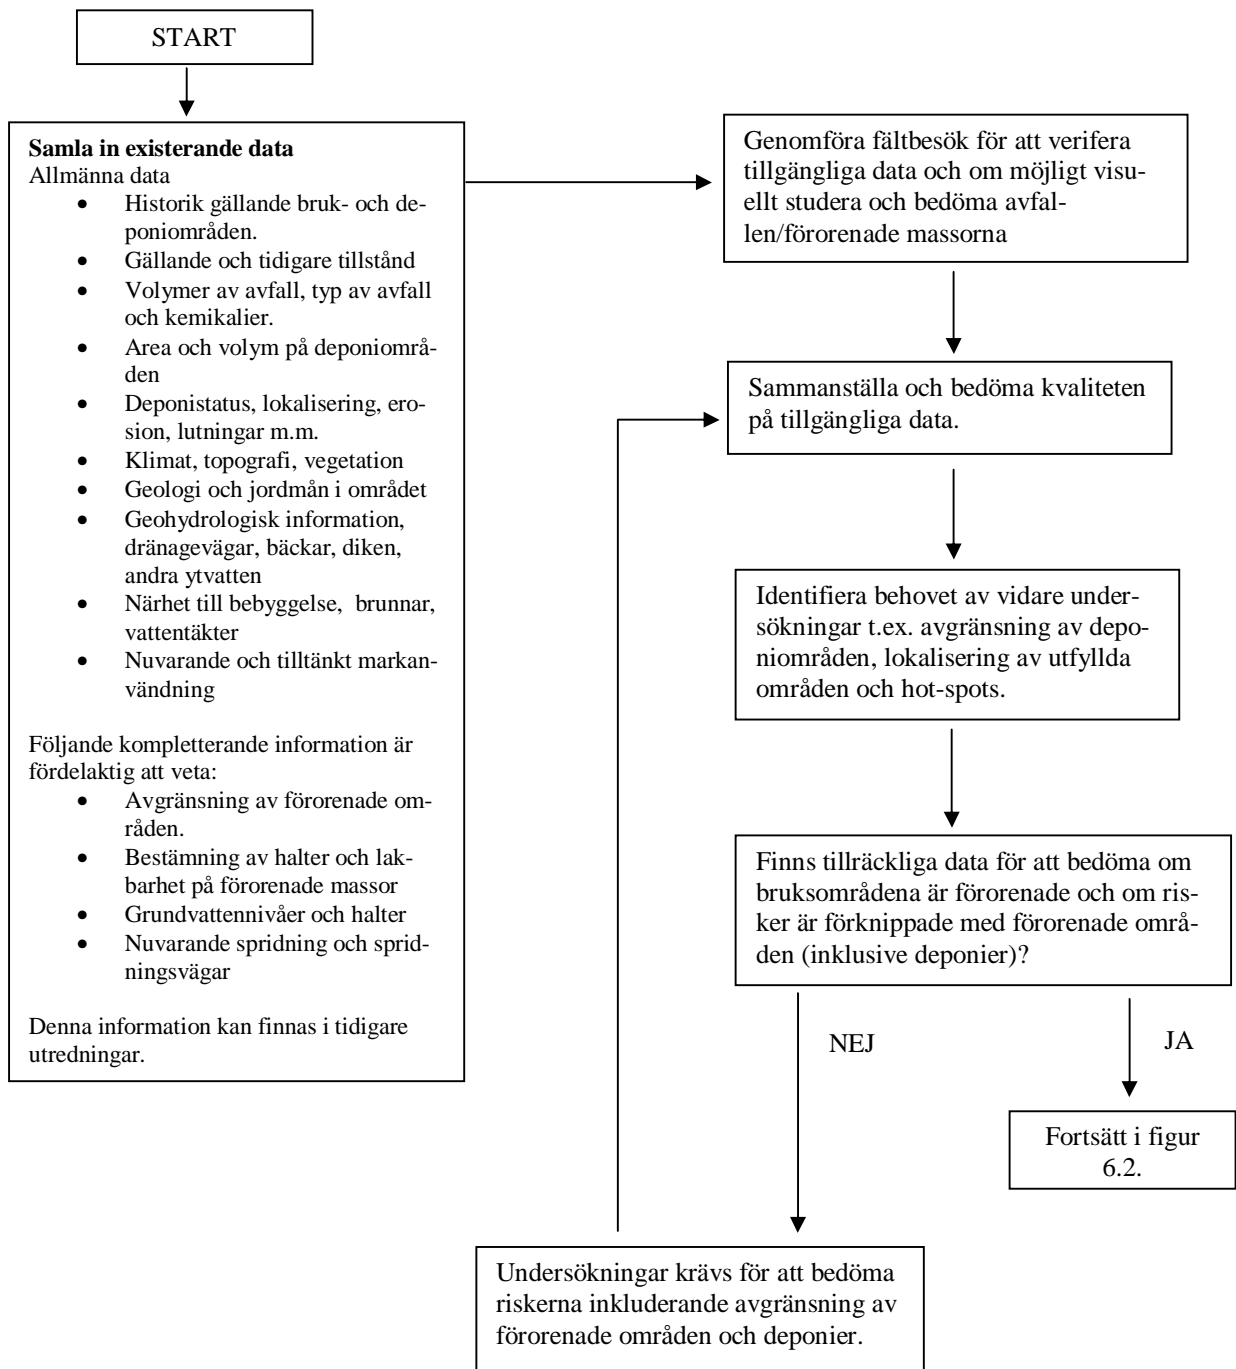 START
Samla in existerande data
Allmänna data
• Historik gällande bruk- och de-
poniområden.
• Gällande och tidigare tillstånd
• Volymer av avfall, typ av avfall
och kemikalier.
• Area och volym på deponiområ-
den
• Deponistatus, lokalisering, ero-
sion, lutningar m.m.
• Klimat, topografi, vegetation
• Geologi och jordmån i området
• Geohydrologisk information,
dränagevägar, bäckar, diken,
andra ytvatten
• Närhet till bebyggelse, brunnar,
vattentäkter
• Nuvarande och tilltänkt markan-
vändning
Följande kompletterande information är
fördelaktig att veta:
• Avgränsning av förorenade om-
råden.
• Bestämning av halter och lak-
barhet på förorenade massor
• Grundvattennivåer och halter
• Nuvarande spridning och sprid-
ningsvägar
Denna information kan finnas i tidigare
utredningar.
Genomföra fältbesök för att verifera
tillgängliga data och om möjligt visu-
ellt studera och bedöma avfal-
len/förorenade massorna
Sammanställa och bedöma kvaliteten
på tillgängliga data.
Identifiera behovet av vidare under-
sökningar t.ex. avgränsning av depo-
niområden, lokalisering av utfyllda
områden och hot-spots.
Finns tillräckliga data för att bedöma om
bruksområdena är förorenade och om ris-
ker är förknippade med förorenade områ-
den (inklusive deponier)?
NEJ
JA
Fortsätt i figur
6.2.
Undersökningar krävs för att bedöma
riskerna inkluderande avgränsning av
förorenade områden och deponier.